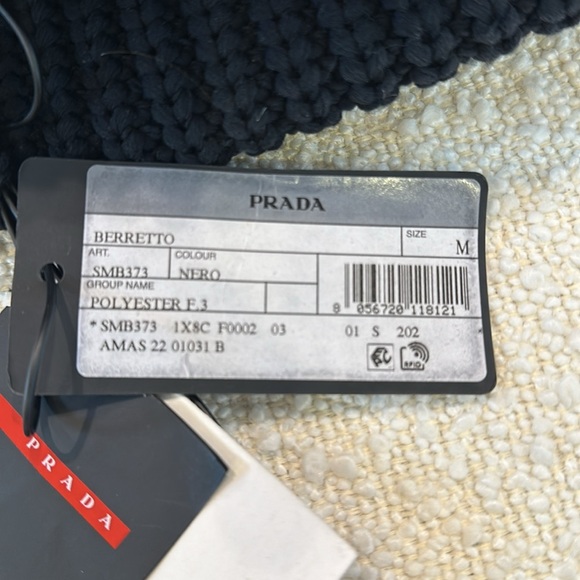 PRADA
BERRETTO
SIZE
M
ART.
SMB373
COLOUR
NERO
GROUP NAME
POLYESTER F.3
8 056720 118121
* SMB373 1X8C F0002 03 01 S 202
AMAS 22 01031 B
RFID
PRADA